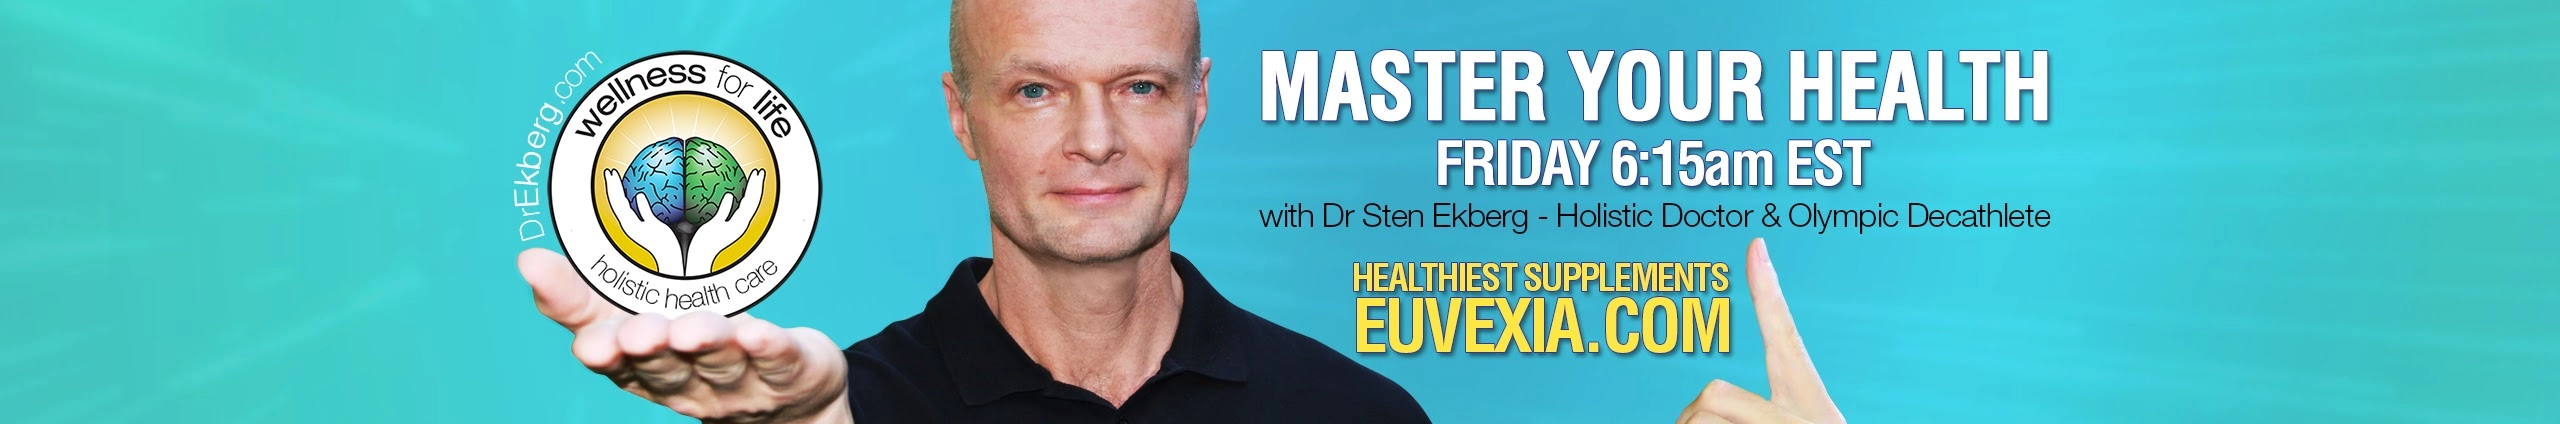 DrEkberg.com
wellness for life
holistic health care
MASTER YOUR HEALTH
FRIDAY 6:15am EST
with Dr Sten Ekberg - Holistic Doctor & Olympic Decathlete
HEALTHIEST SUPPLEMENTS
EUVEXIA.COM